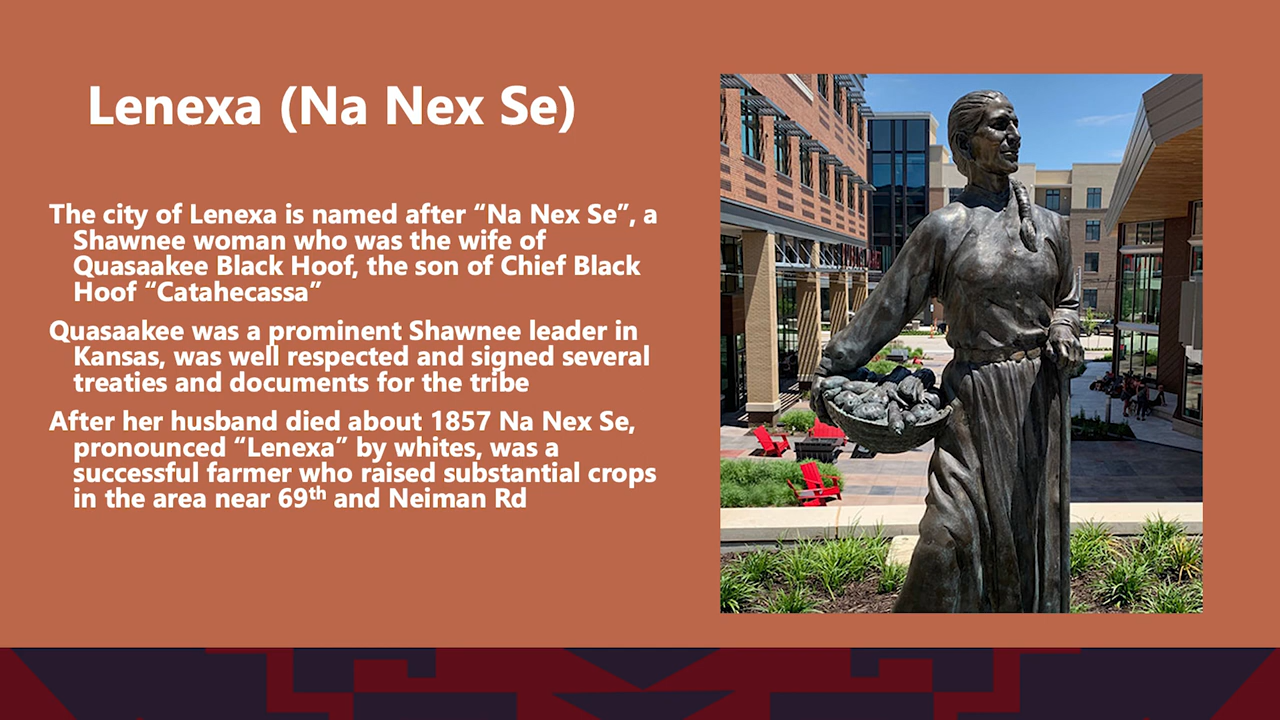 Lenexa (Na Nex Se)
The city of Lenexa is named after “Na Nex Se”, a
Shawnee woman who was the wife of
Quasaakee Black Hoof, the son of Chief Black
Hoof “Catahecassa”
Quasaakee was a prominent Shawnee leader in
Kansas, was well respected and signed several
treaties and documents for the tribe
After her husband died about 1857 Na Nex Se,
pronounced “Lenexa” by whites, was a
successful farmer who raised substantial crops
in the area near 69th and Neiman Rd